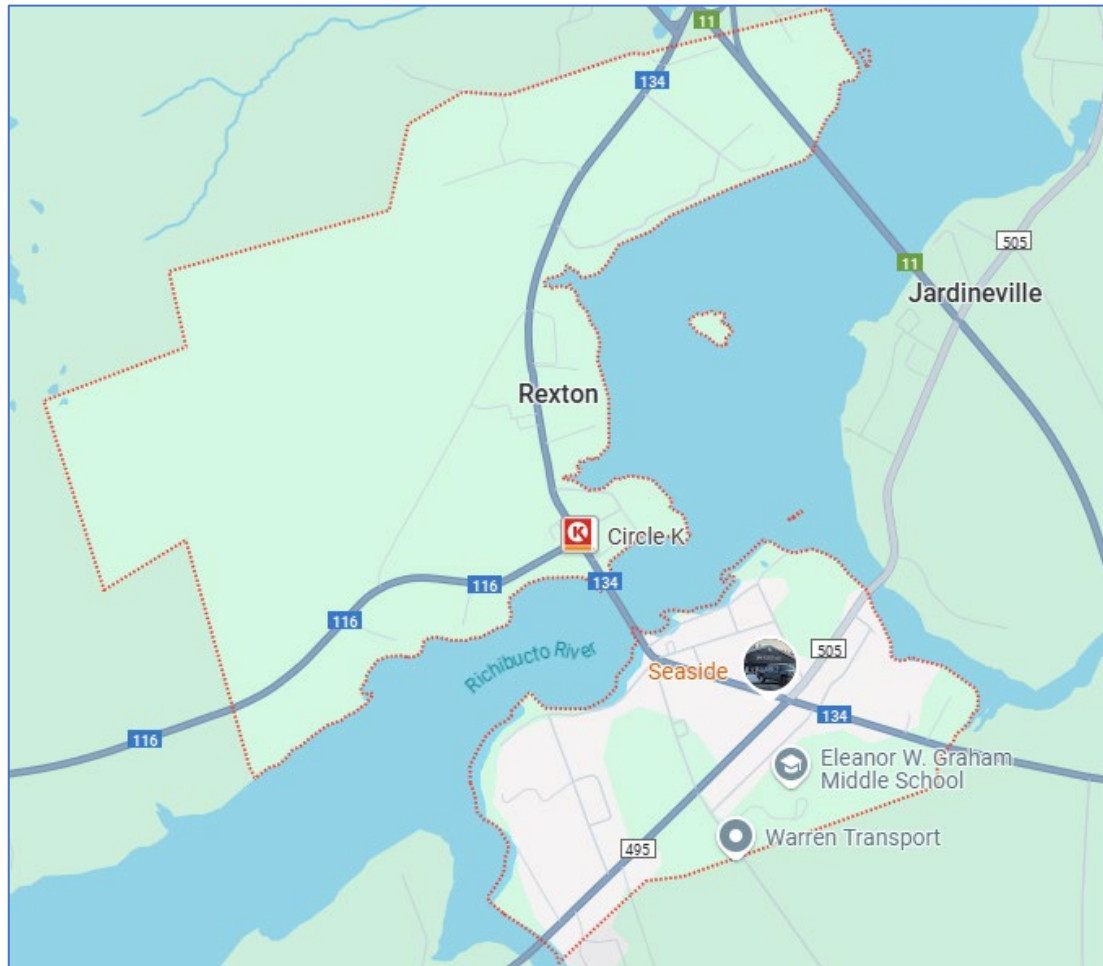 11
134
505
11
Jardineville
Rexton
K
Circle K
116
134
116
Richibucto River
505
Seaside
134
116
Eleanor W. Graham
Middle School
Warren Transport
495